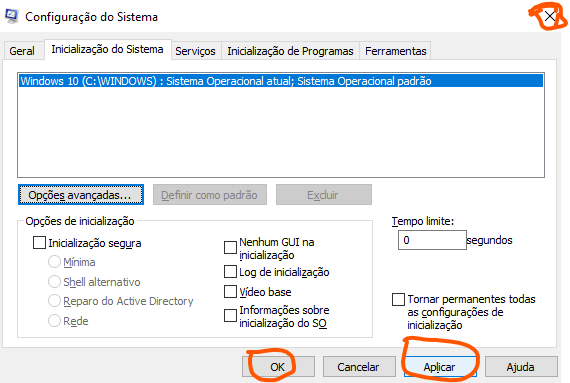 Configuração do Sistema
Geral Inicialização do Sistema Serviços Inicialização de Programas Ferramentas
Windows 10 (C:\WINDOWS) : Sistema Operacional atual; Sistema Operacional padrão
Opções avançadas... Definir como padrão Excluir
Opções de inicialização
Inicialização segura
Mínima
Shell alternativo
Reparo do Active Directory
Rede
Nenhum GUI na
inicialização
Log de inicialização
Vídeo base
Informações sobre
inicialização do SO
Tempo limite:
0 segundos
Tornar permanentes todas
as configurações de
inicialização
OK Cancelar Aplicar Ajuda